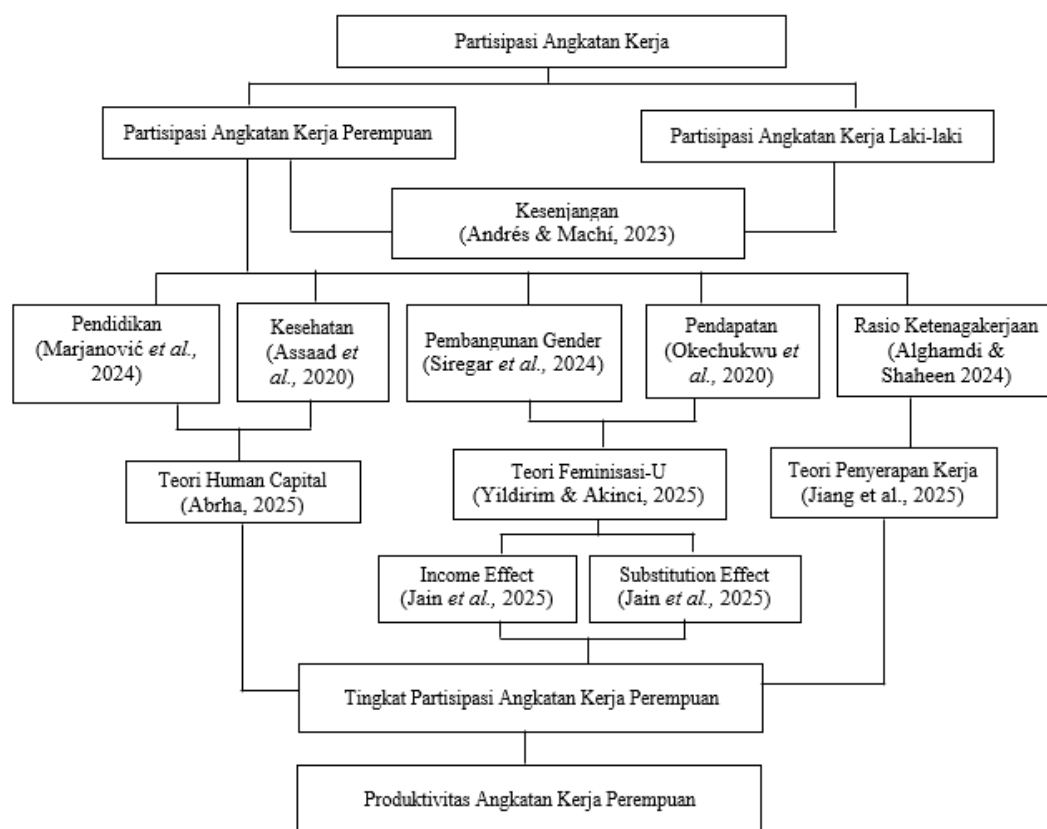 Partisipasi Angkatan Kerja
Partisipasi Angkatan Kerja Perempuan
Partisipasi Angkatan Kerja Laki-laki
Kesenjangan
(Andrés & Machí, 2023)
Pendidikan
(Marjanović et al.,
2024)
Kesehatan
(Assaad et
al., 2020)
Pembangunan Gender
(Siregar et al., 2024)
Pendapatan
(Okechukwu et
al., 2020)
Rasio Ketenagakerjaan
(Alghamdi &
Shaheen 2024)
Teori Human Capital
(Abrha, 2025)
Teori Feminisasi-U
(Yildirim & Akinci, 2025)
Teori Penyerapan Kerja
(Jiang et al., 2025)
Income Effect
(Jain et al., 2025)
Substitution Effect
(Jain et al., 2025)
Tingkat Partisipasi Angkatan Kerja Perempuan
Produktivitas Angkatan Kerja Perempuan